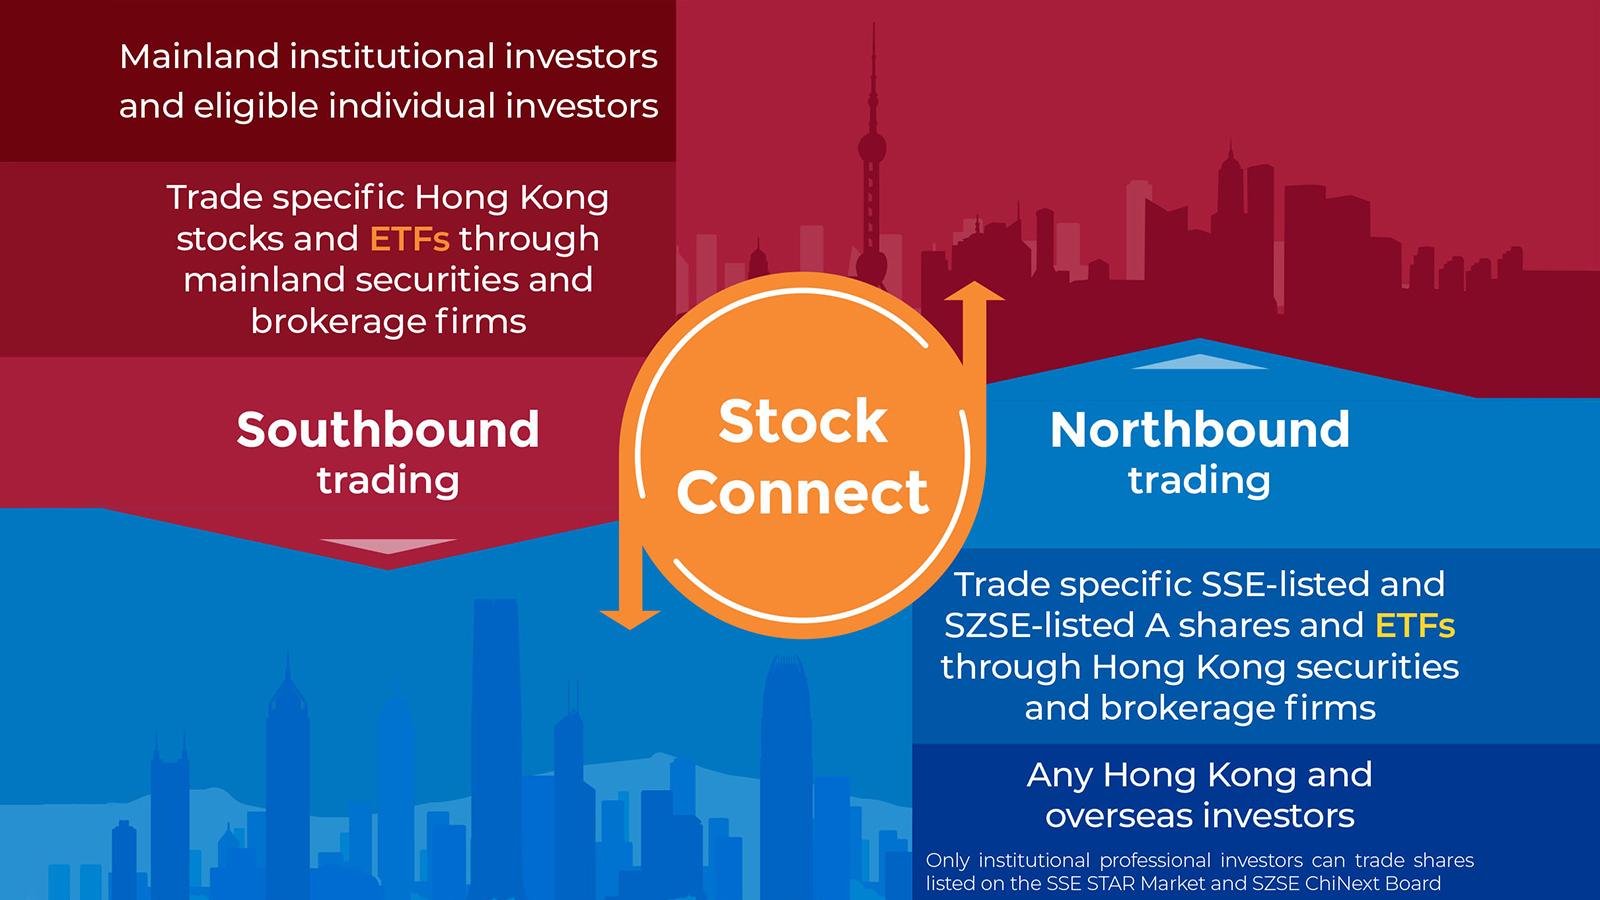 Mainland institutional investors
and eligible individual investors
Trade specific Hong Kong
stocks and ETFs through
mainland securities and
brokerage firms
Southbound
trading
Stock
Connect
Northbound
trading
Trade specific SSE-listed and
SZSE-listed A shares and ETFs
through Hong Kong securities
and brokerage firms
Any Hong Kong and
overseas investors
Only institutional professional investors can trade shares
listed on the SSE STAR Market and SZSE ChiNext Board